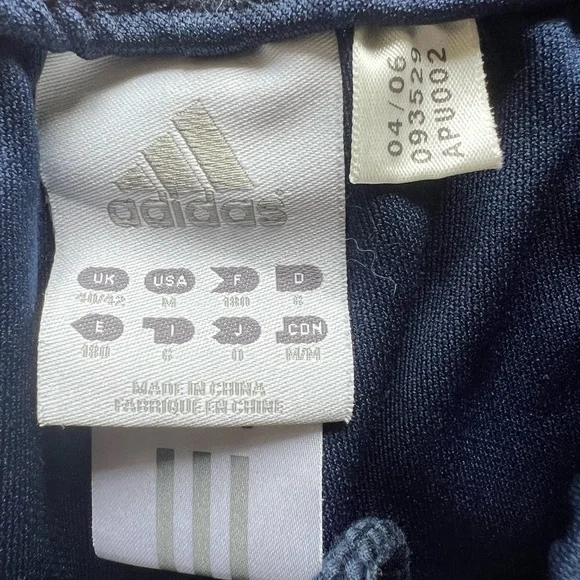 adidas
UK USA F D
40/42 M 180 6
E I J CDN
180 6 O M/M
MADE IN CHINA
FABRIQUE EN CHINE
04/06
093529
APU002